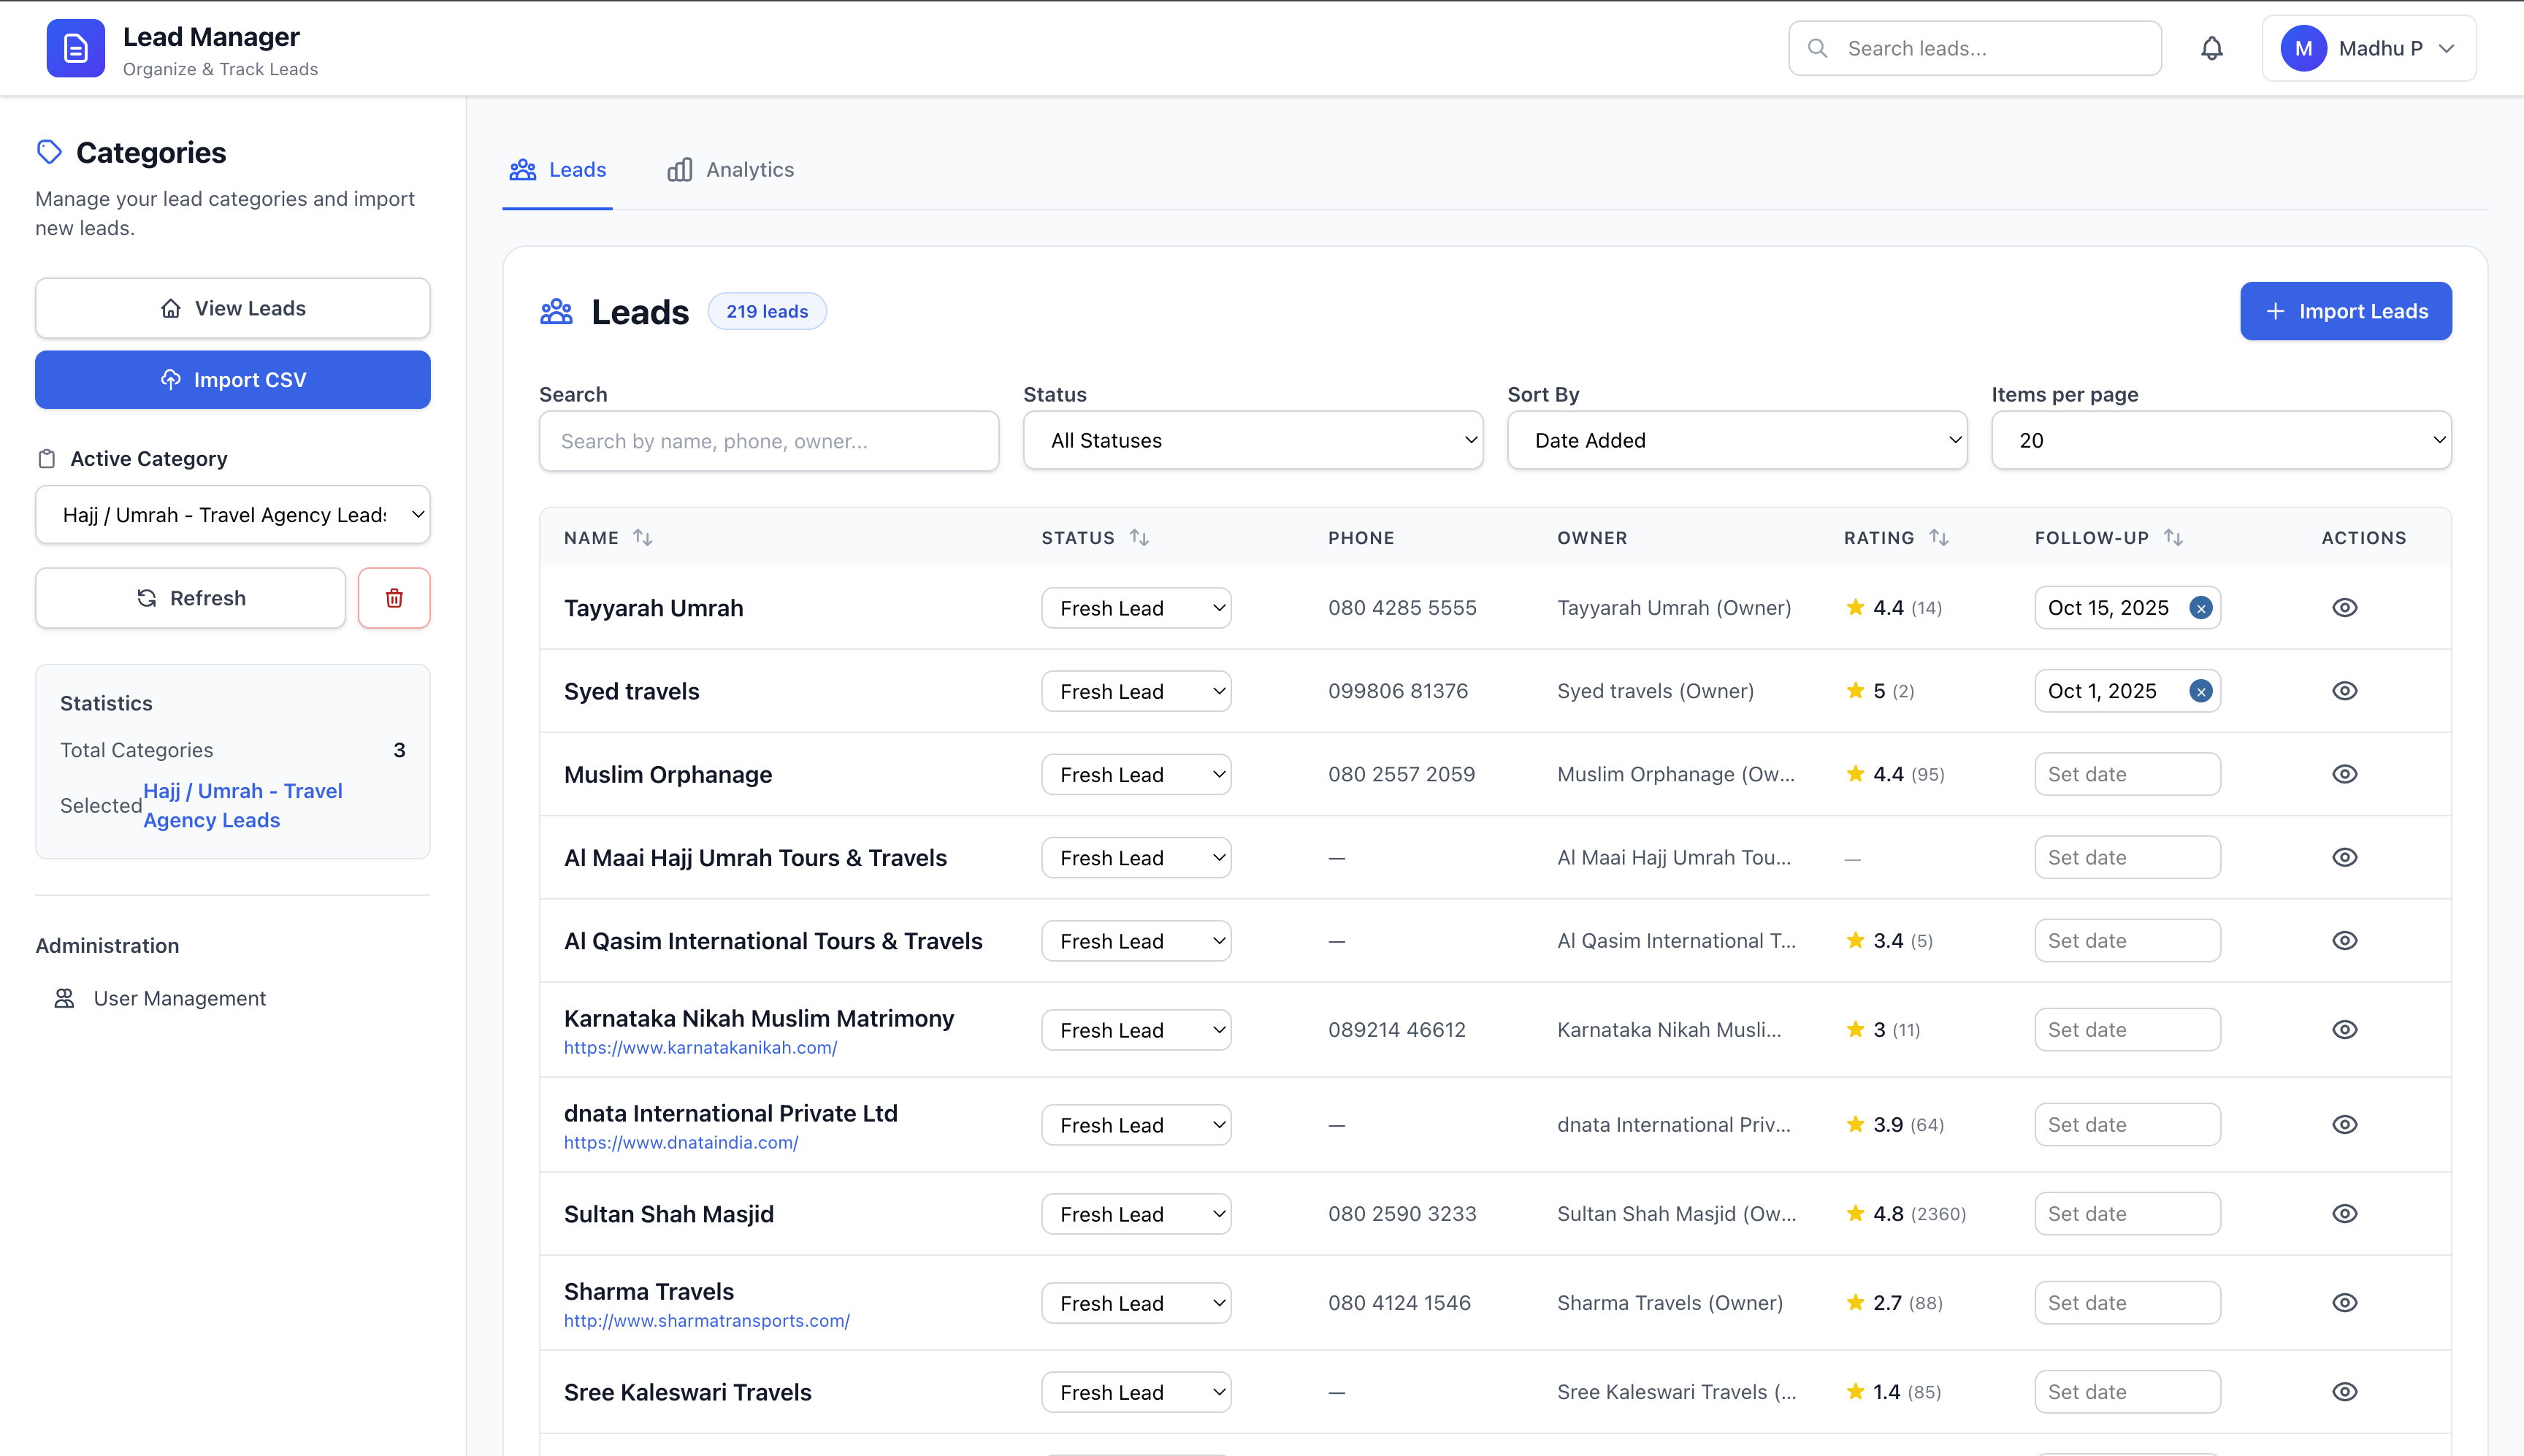 Lead Manager
Organize & Track Leads
Search leads...
M
Madhu P
Categories
Manage your lead categories and import
new leads.
View Leads
Import CSV
Active Category
Hajj / Umrah - Travel Agency Leads
Refresh
Statistics
Total Categories 3
Selected Hajj / Umrah - Travel
Agency Leads
Administration
User Management
Leads Analytics
Leads 219 leads + Import Leads
Search Status Sort By Items per page
Search by name, phone, owner... All Statuses Date Added 20
NAME STATUS PHONE OWNER RATING FOLLOW-UP ACTIONS
Tayyarah Umrah Fresh Lead 080 4285 5555 Tayyarah Umrah (Owner) 4.4 (14) Oct 15, 2025
Syed travels Fresh Lead 099806 81376 Syed travels (Owner) 5 (2) Oct 1, 2025
Muslim Orphanage Fresh Lead 080 2557 2059 Muslim Orphanage (Ow... 4.4 (95) Set date
Al Maai Hajj Umrah Tours & Travels Fresh Lead — Al Maai Hajj Umrah Tou... — Set date
Al Qasim International Tours & Travels Fresh Lead — Al Qasim International T... 3.4 (5) Set date
Karnataka Nikah Muslim Matrimony Fresh Lead 089214 46612 Karnataka Nikah Musli... 3 (11) Set date
https://www.karnatakanikah.com/
dnata International Private Ltd Fresh Lead — dnata International Priv... 3.9 (64) Set date
https://www.dnataindia.com/
Sultan Shah Masjid Fresh Lead 080 2590 3233 Sultan Shah Masjid (Ow... 4.8 (2360) Set date
Sharma Travels Fresh Lead 080 4124 1546 Sharma Travels (Owner) 2.7 (88) Set date
http://www.sharmatransports.com/
Sree Kaleswari Travels Fresh Lead — Sree Kaleswari Travels (... 1.4 (85) Set date